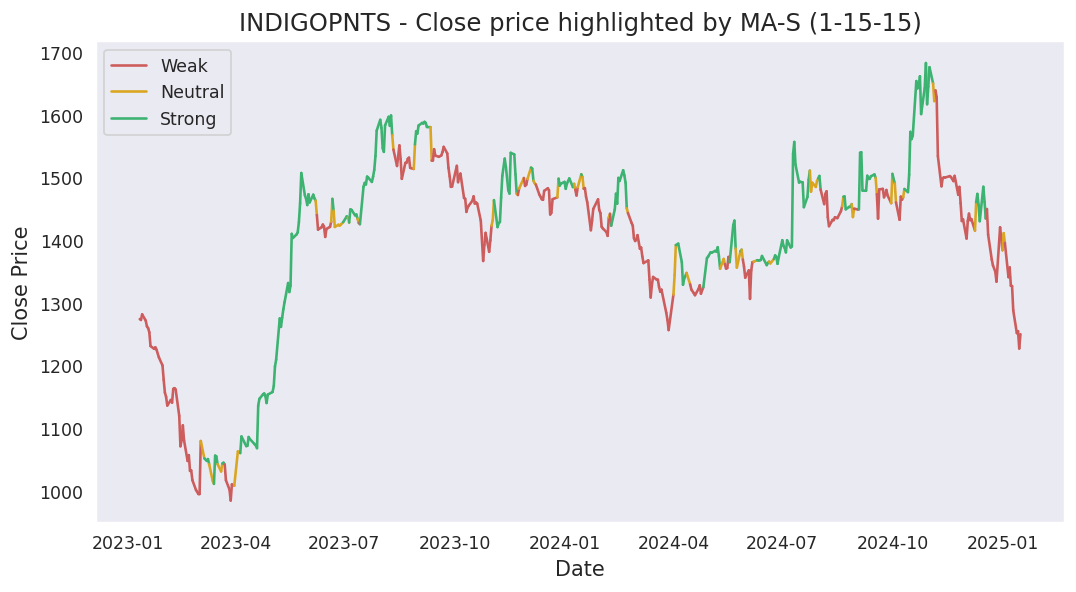 INDIGOPNTS - Close price highlighted by MA-S (1-15-15)
Weak
Neutral
Strong
Close Price
1700
1600
1500
1400
1300
1200
1100
1000
2023-01 2023-04 2023-07 2023-10 2024-01 2024-04 2024-07 2024-10 2025-01
Date